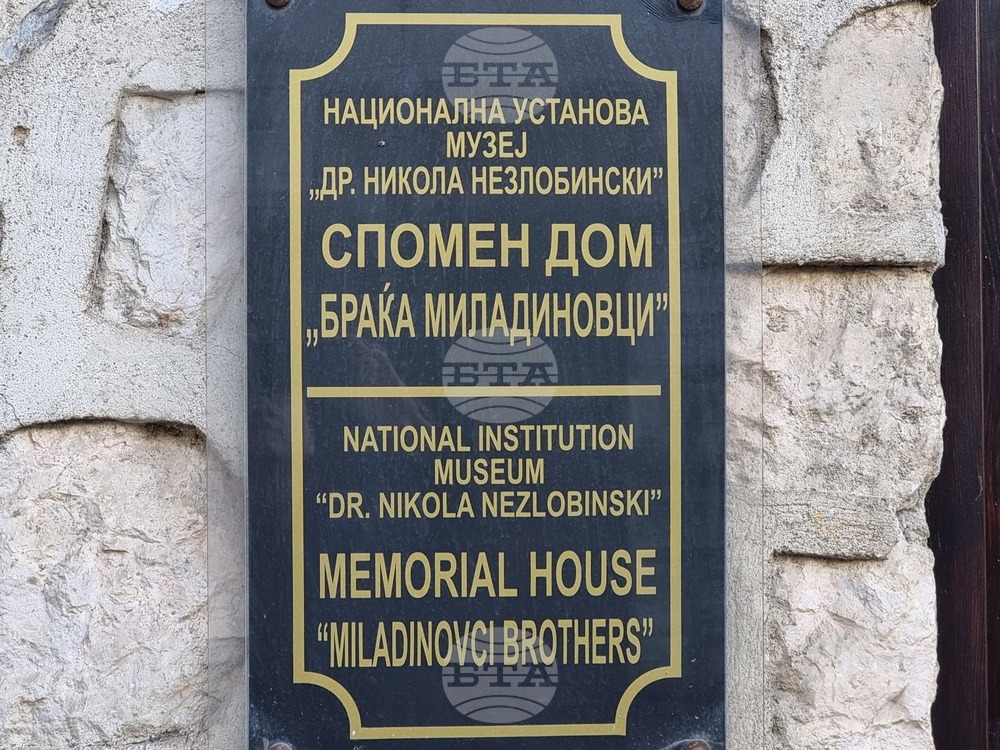 НАЦИОНАЛНА УСТАНОВА
МУЗЕЈ
„ДР. НИКОЛА НЕЗЛОБИНСКИ”
СПОМЕН ДОМ
„БРАЌА МИЛАДИНОВЦИ”
NATIONAL INSTITUTION
MUSEUM
“DR. NIKOLA NEZLOBINSKI”
MEMORIAL HOUSE
“MILADINOVCI BROTHERS”
БТА
БТА
БТА